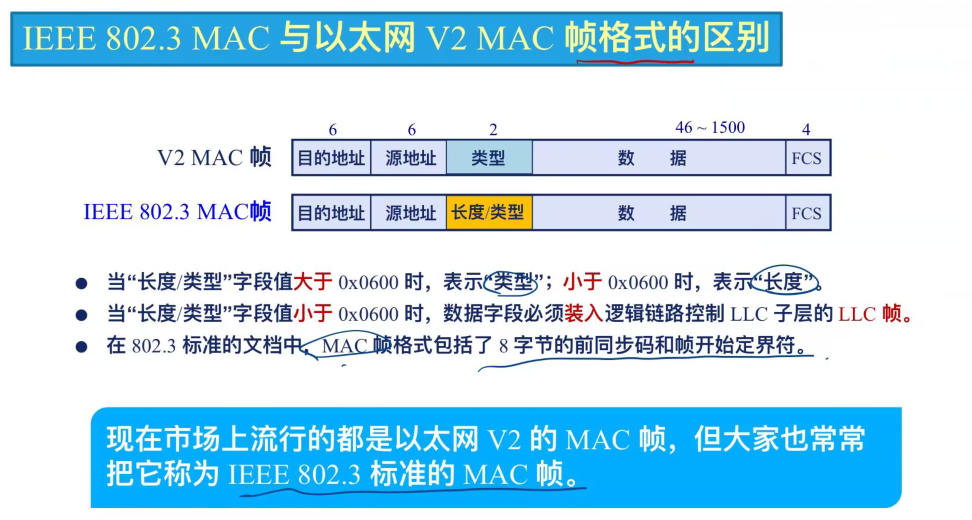 IEEE 802.3 MAC 与以太网 V2 MAC 帧格式的区别
6 6 2 46 ~ 1500 4
V2 MAC 帧 目的地址 源地址 类型 数 据 FCS
IEEE 802.3 MAC帧 目的地址 源地址 长度/类型 数 据 FCS
● 当“长度/类型”字段值大于 0x0600 时，表示“类型”；小于 0x0600 时，表示“长度”。
● 当“长度/类型”字段值小于 0x0600 时，数据字段必须装入逻辑链路控制 LLC 子层的 LLC 帧。
● 在 802.3 标准的文档中，MAC 帧格式包括了 8 字节的前同步码和帧开始定界符。
现在市场上流行的都是以太网 V2 的 MAC 帧，但大家也常常
把它称为 IEEE 802.3 标准的 MAC 帧。